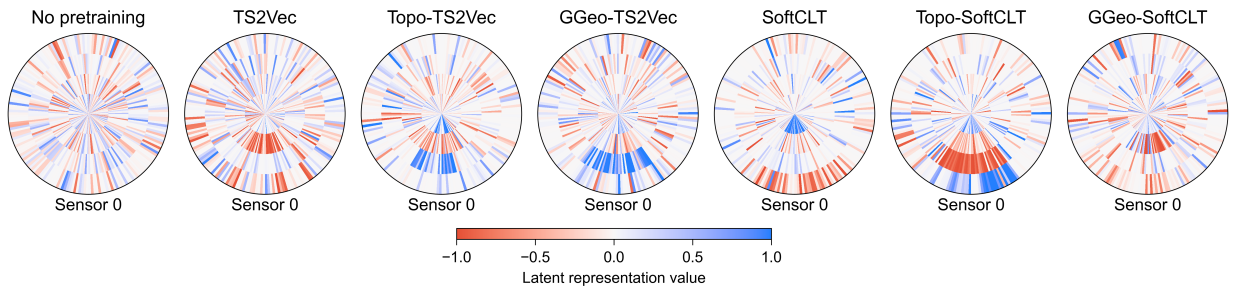 No pretraining TS2Vec Topo-TS2Vec GGeo-TS2Vec SoftCLT Topo-SoftCLT GGeo-SoftCLT
Sensor 0 Sensor 0 Sensor 0 Sensor 0 Sensor 0 Sensor 0 Sensor 0
−1.0 −0.5 0.0 0.5 1.0
Latent representation value